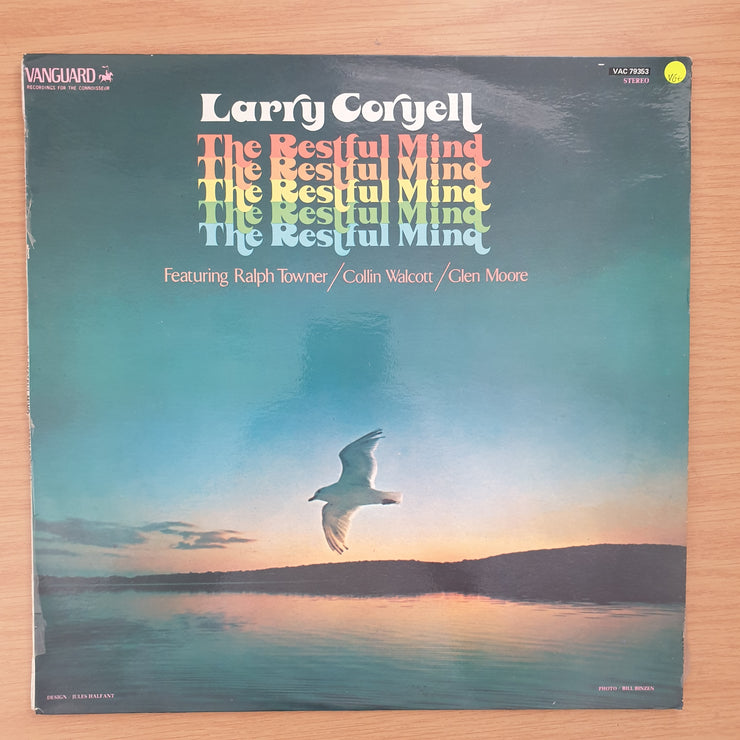 VANGUARD
RECORDINGS FOR THE CONNOISSEUR
VAC 79353
STEREO
VG+
Larry Coryell
The Restful Mind
The Restful Mind
The Restful Mind
The Restful Mind
The Restful Mind
Featuring Ralph Towner/Collin Walcott/Glen Moore
DESIGN / JULES HALFANT
PHOTO / BILL BINZEN